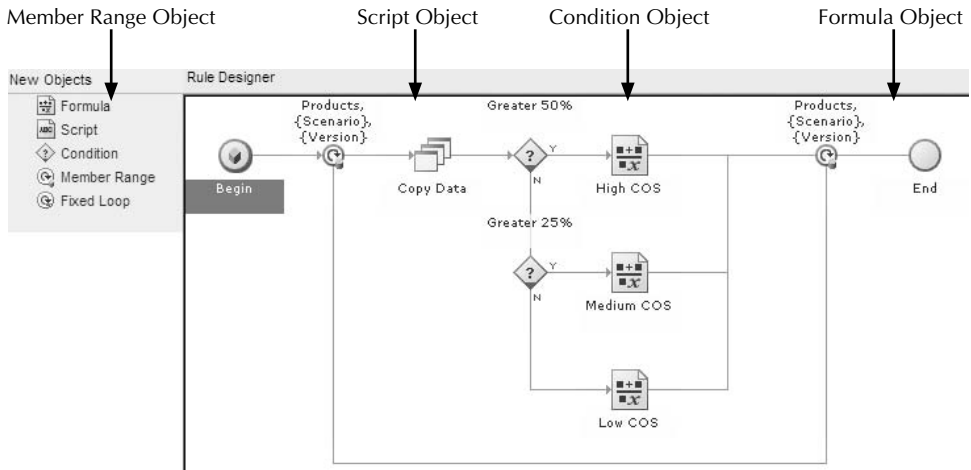 Member Range Object
Script Object
Condition Object
Formula Object
New Objects
Rule Designer
Formula
Script
Condition
Member Range
Fixed Loop
Products,
{Scenario},
{Version}
Begin
Copy Data
Greater 50%
?
Y
N
High COS
Greater 25%
?
Y
N
Medium COS
Low COS
Products,
{Scenario},
{Version}
End